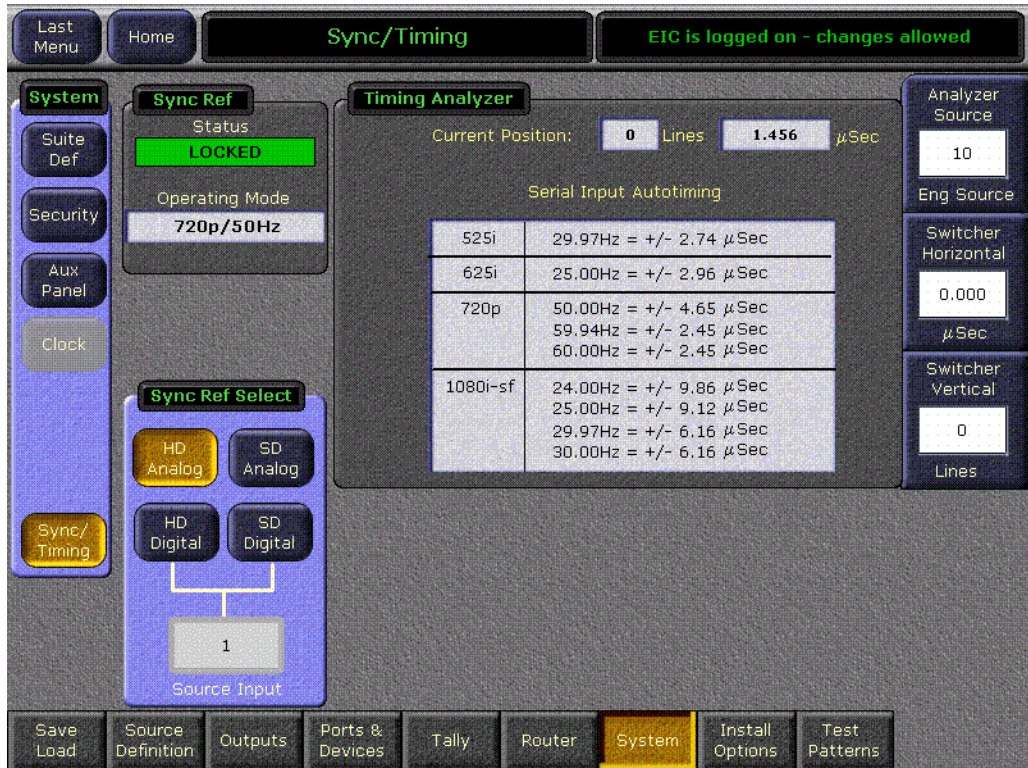 Last
Menu
Home
Sync/Timing
EIC is logged on - changes allowed
System
Suite
Def
Security
Aux
Panel
Clock
Sync/
Timing
Sync Ref
Status
LOCKED
Operating Mode
720p/50Hz
Sync Ref Select
HD
Analog
SD
Analog
HD
Digital
SD
Digital
1
Source Input
Timing Analyzer
Current Position: 0 Lines 1.456 µSec
Serial Input Autotiming
525i 29.97Hz = +/- 2.74 µSec
625i 25.00Hz = +/- 2.96 µSec
720p 50.00Hz = +/- 4.65 µSec
59.94Hz = +/- 2.45 µSec
60.00Hz = +/- 2.45 µSec
1080i-sf 24.00Hz = +/- 9.86 µSec
25.00Hz = +/- 9.12 µSec
29.97Hz = +/- 6.16 µSec
30.00Hz = +/- 6.16 µSec
Analyzer
Source
10
Eng Source
Switcher
Horizontal
0.000
µSec
Switcher
Vertical
0
Lines
Save
Load
Source
Definition
Outputs
Ports &
Devices
Tally
Router
System
Install
Options
Test
Patterns